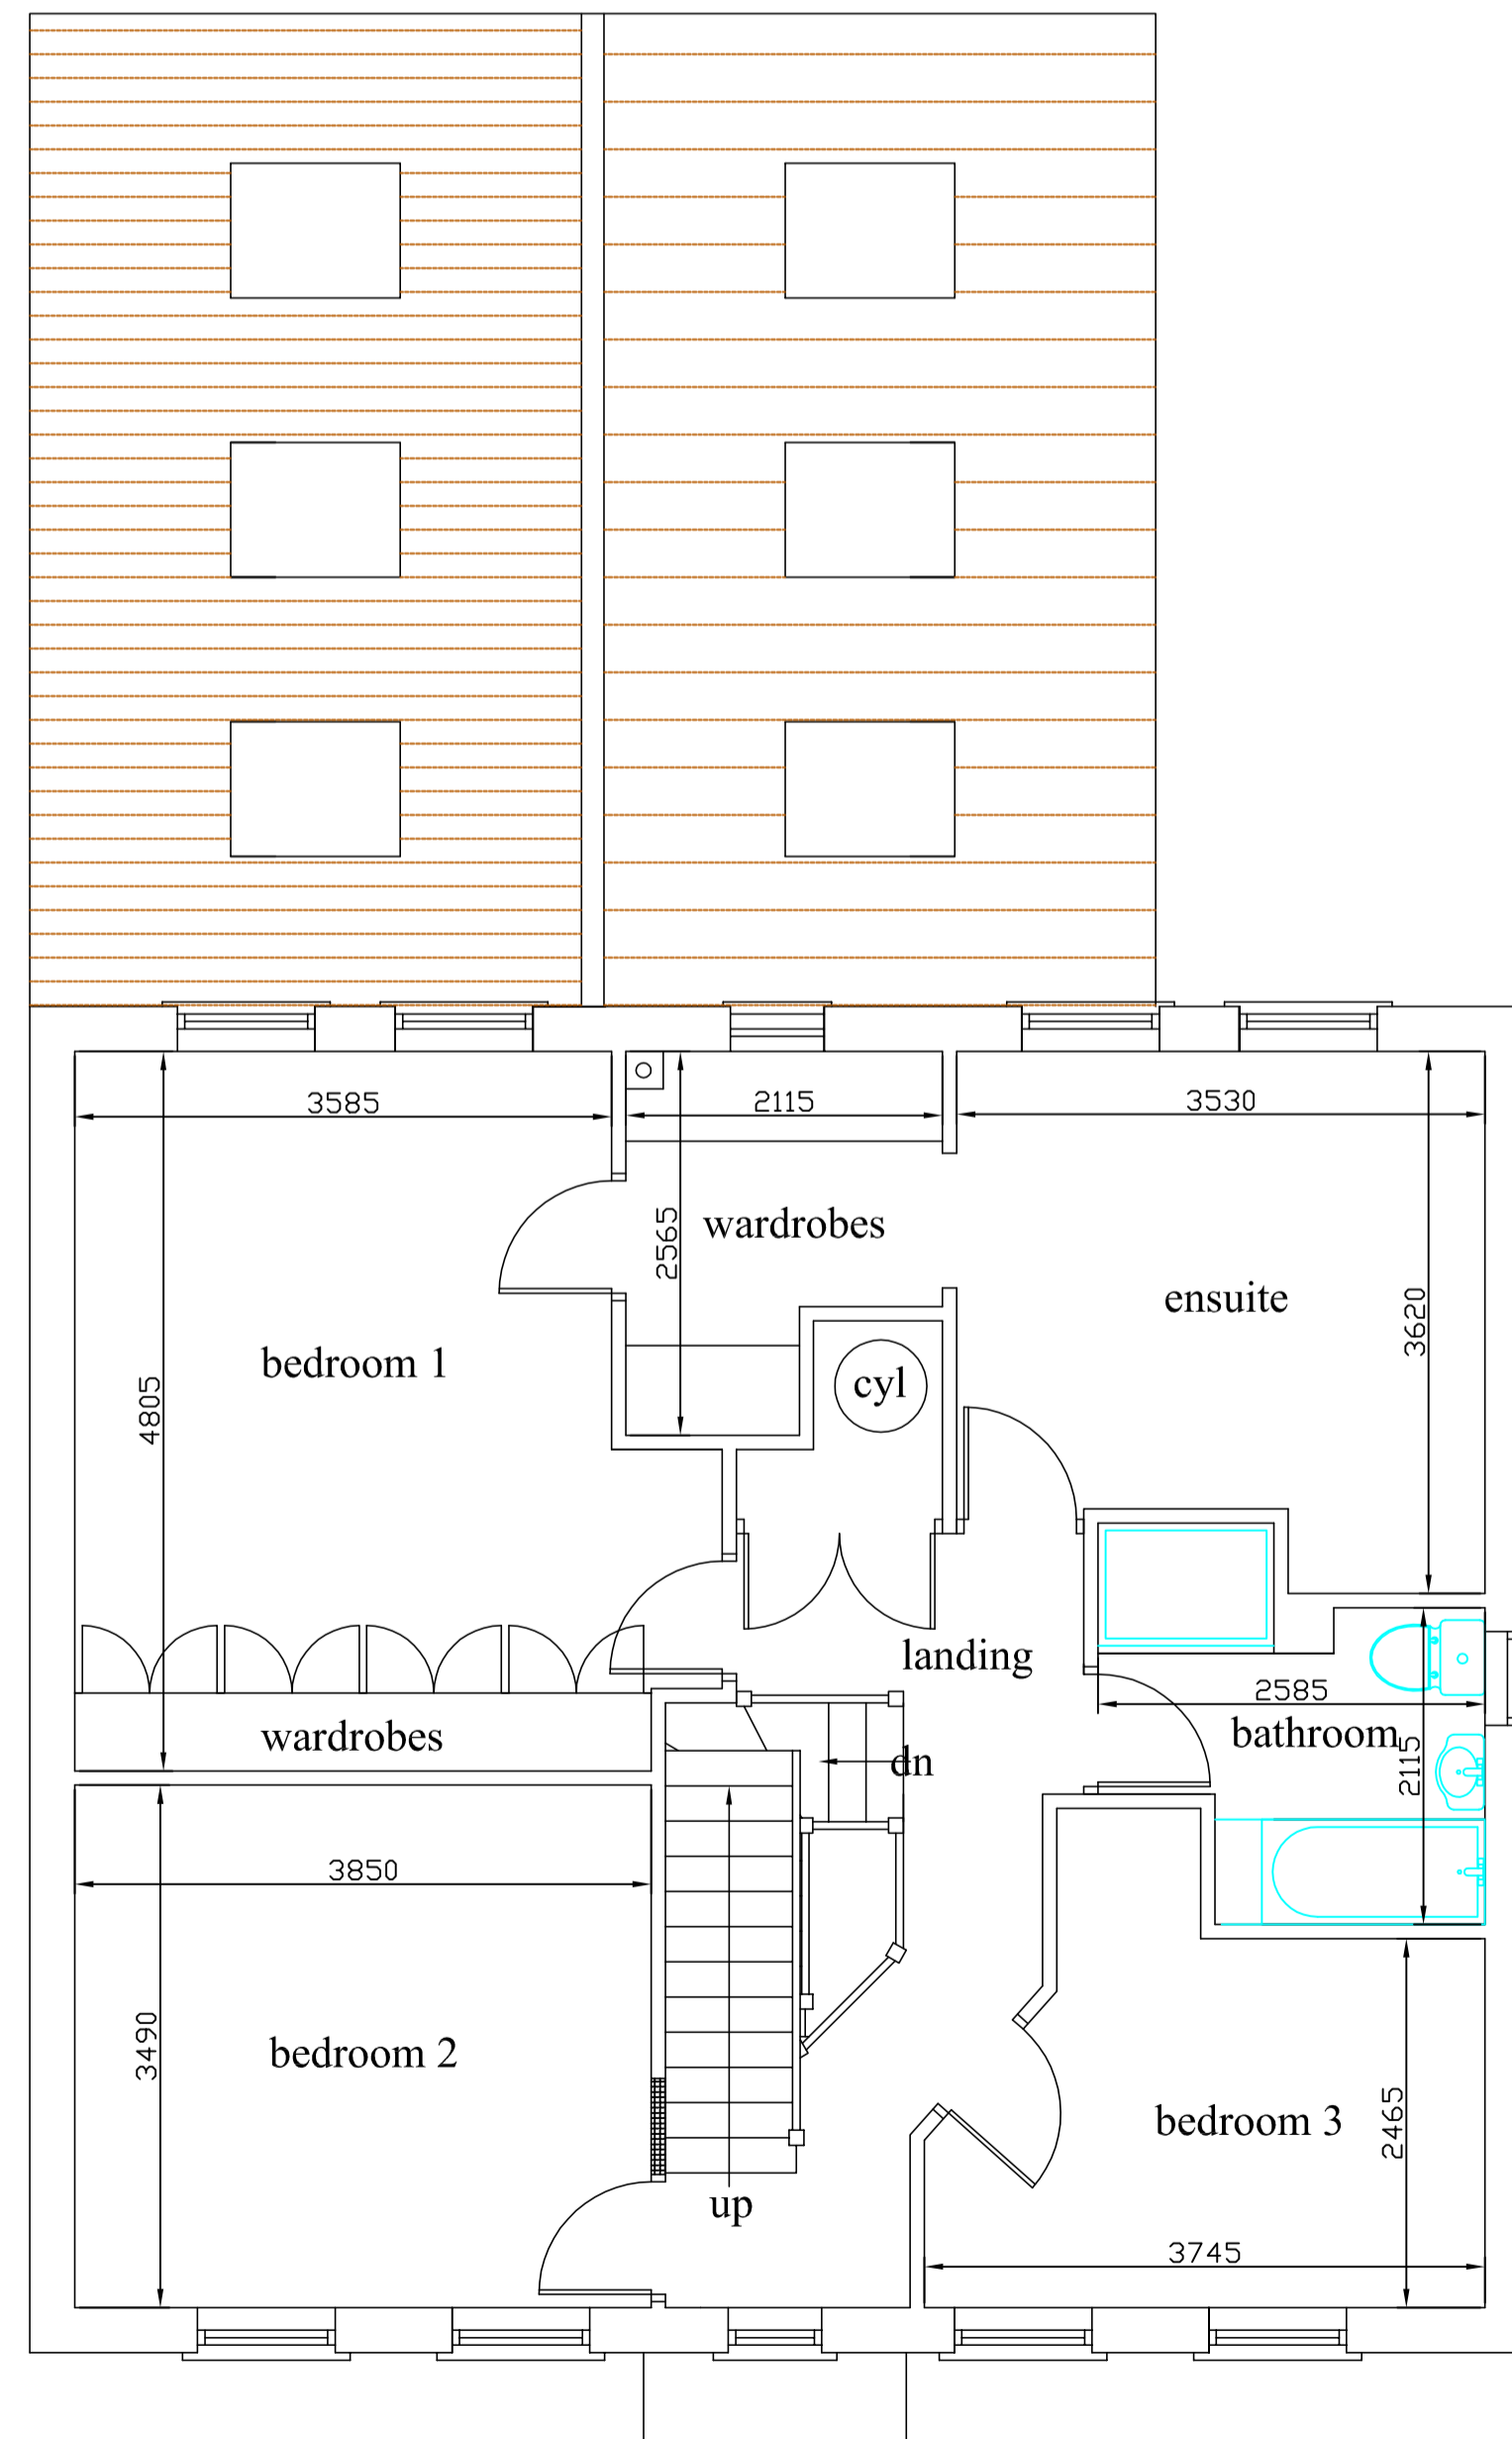 3585
2115
3530
wardrobes
2565
ensuite
3620
bedroom 1
cyl
4805
landing
2585
bathroom
wardrobes
2115
dn
3850
3490
bedroom 2
bedroom 3
2465
up
3745